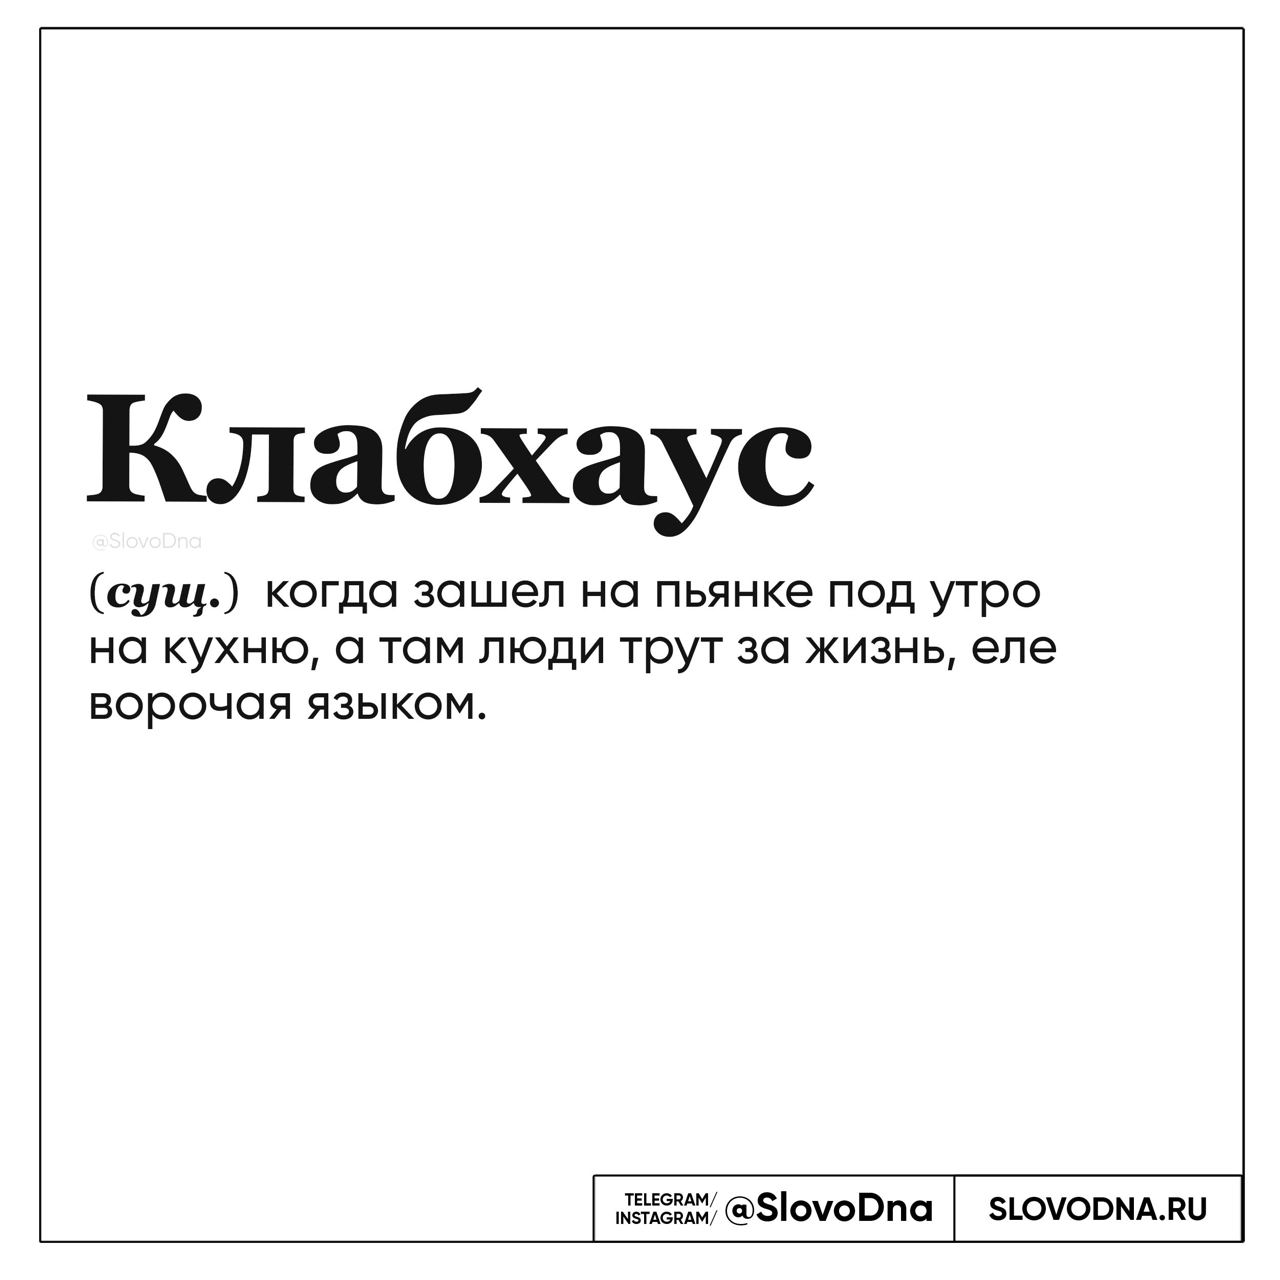 Клабхаус
@SlovoDna
(сущ.) когда зашел на пьянке под утро
на кухню, а там люди трут за жизнь, еле
ворочая языком.
TELEGRAM/
INSTAGRAM/
@SlovoDna
SLOVODNA.RU